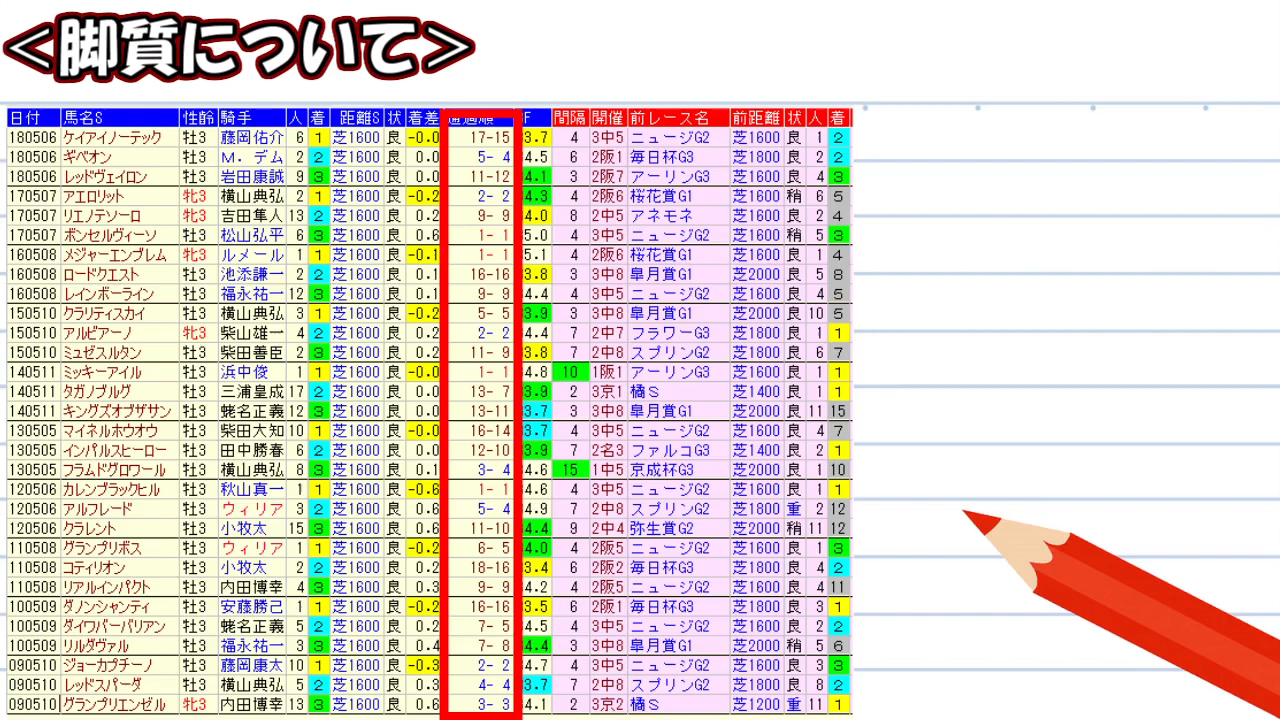 <脚質について>
日付 馬名S 性齢 騎手 人 着 距離S 状 着差 通過順 F 間隔 開催 前レース名 前距離 状 人 着
180506 ケイアイノーテック 牡3 藤岡佑介 6 1 芝1600 良 -0.0 17-15 3.7 4 3中5 ニュージG2 芝1600 良 1 2
180506 ギベオン 牡3 M．デム 2 2 芝1600 良 0.0 5- 4 4.5 6 2阪1 毎日杯G3 芝1800 良 2 2
180506 レッドヴェイロン 牡3 岩田康誠 9 3 芝1600 良 0.0 11-12 4.1 3 2阪7 アーリンG3 芝1600 良 4 3
170507 アエロリット 牝3 横山典弘 2 1 芝1600 良 -0.2 2- 2 4.3 4 2阪6 桜花賞G1 芝1600 稍 6 5
170507 リエノテソーロ 牝3 吉田隼人 13 2 芝1600 良 0.2 9- 9 4.0 8 2中5 アネモネ 芝1600 良 2 4
170507 ボンセルヴィーソ 牡3 松山弘平 6 3 芝1600 良 0.6 1- 1 5.0 4 3中5 ニュージG2 芝1600 稍 5 3
160508 メジャーエンブレム 牝3 ルメール 1 1 芝1600 良 -0.1 1- 1 5.1 4 2阪6 桜花賞G1 芝1600 良 1 4
160508 ロードクエスト 牡3 池添謙一 2 2 芝1600 良 0.1 16-16 3.8 3 3中8 皐月賞G1 芝2000 良 5 8
160508 レインボーライン 牡3 福永祐一 12 3 芝1600 良 0.1 9- 9 4.4 4 3中5 ニュージG2 芝1600 良 4 5
150510 クラリティスカイ 牡3 横山典弘 3 1 芝1600 良 -0.2 5- 5 3.9 3 3中8 皐月賞G1 芝2000 良 10 5
150510 アルビアーノ 牝3 柴山雄一 4 2 芝1600 良 0.2 2- 2 4.4 7 2中7 フラワーG3 芝1800 良 1 1
150510 ミュゼスルタン 牡3 柴田善臣 2 3 芝1600 良 0.2 11- 9 3.8 7 2中8 スプリンG2 芝1800 良 6 7
140511 ミッキーアイル 牡3 浜中俊 1 1 芝1600 良 -0.0 1- 1 4.8 10 1阪1 アーリンG3 芝1600 良 1 1
140511 タガノブルグ 牡3 三浦皇成 17 2 芝1600 良 0.0 13- 7 3.9 2 3京1 橘S 芝1400 良 1 1
140511 キングズオブザサン 牡3 蛯名正義 12 3 芝1600 良 0.0 13-11 3.7 3 3中8 皐月賞G1 芝2000 良 11 15
130505 マイネルホウオウ 牡3 柴田大知 10 1 芝1600 良 -0.0 16-14 3.7 4 3中5 ニュージG2 芝1600 良 4 7
130505 インパルスヒーロー 牡3 田中勝春 6 2 芝1600 良 0.0 12-10 3.9 7 2名3 ファルコG3 芝1400 良 2 1
130505 フラムドグロワール 牡3 横山典弘 8 3 芝1600 良 0.1 3- 4 4.6 15 1中5 京成杯G3 芝2000 良 1 10
120506 カレンブラックヒル 牡3 秋山真一 1 1 芝1600 良 -0.6 1- 1 4.6 4 3中5 ニュージG2 芝1600 良 1 1
120506 アルフレード 牡3 ウィリア 3 2 芝1600 良 0.6 5- 4 4.9 7 2中8 スプリンG2 芝1800 重 2 12
120506 クラレント 牡3 小牧太 15 3 芝1600 良 0.6 11-10 4.4 9 2中4 弥生賞G2 芝2000 稍 11 12
110508 グランプリボス 牡3 ウィリア 1 1 芝1600 良 -0.2 6- 5 4.0 4 2阪5 ニュージG2 芝1600 良 1 3
110508 コティリオン 牡3 小牧太 2 2 芝1600 良 0.2 18-16 3.4 6 2阪2 毎日杯G3 芝1800 良 4 2
110508 リアルインパクト 牡3 内田博幸 4 3 芝1600 良 0.3 9- 9 4.2 4 2阪5 ニュージG2 芝1600 良 4 11
100509 ダノンシャンティ 牡3 安藤勝己 1 1 芝1600 良 -0.2 16-16 3.5 6 2阪1 毎日杯G3 芝1800 良 3 1
100509 ダイワバーバリアン 牡3 蛯名正義 5 2 芝1600 良 0.2 7- 5 4.5 4 3中5 ニュージG2 芝1600 良 2 2
100509 リルダヴァル 牡3 福永祐一 3 3 芝1600 良 0.4 7- 8 4.4 3 3中8 皐月賞G1 芝2000 稍 5 6
090510 ジョーカプチーノ 牡3 藤岡康太 10 1 芝1600 良 -0.3 2- 2 4.7 4 3中5 ニュージG2 芝1600 良 3 3
090510 レッドスパーダ 牡3 横山典弘 5 2 芝1600 良 0.3 4- 4 3.7 7 2中8 スプリンG2 芝1800 良 8 2
090510 グランプリエンゼル 牝3 内田博幸 13 3 芝1600 良 0.6 3- 3 4.1 2 3京2 橘S 芝1200 重 11 1